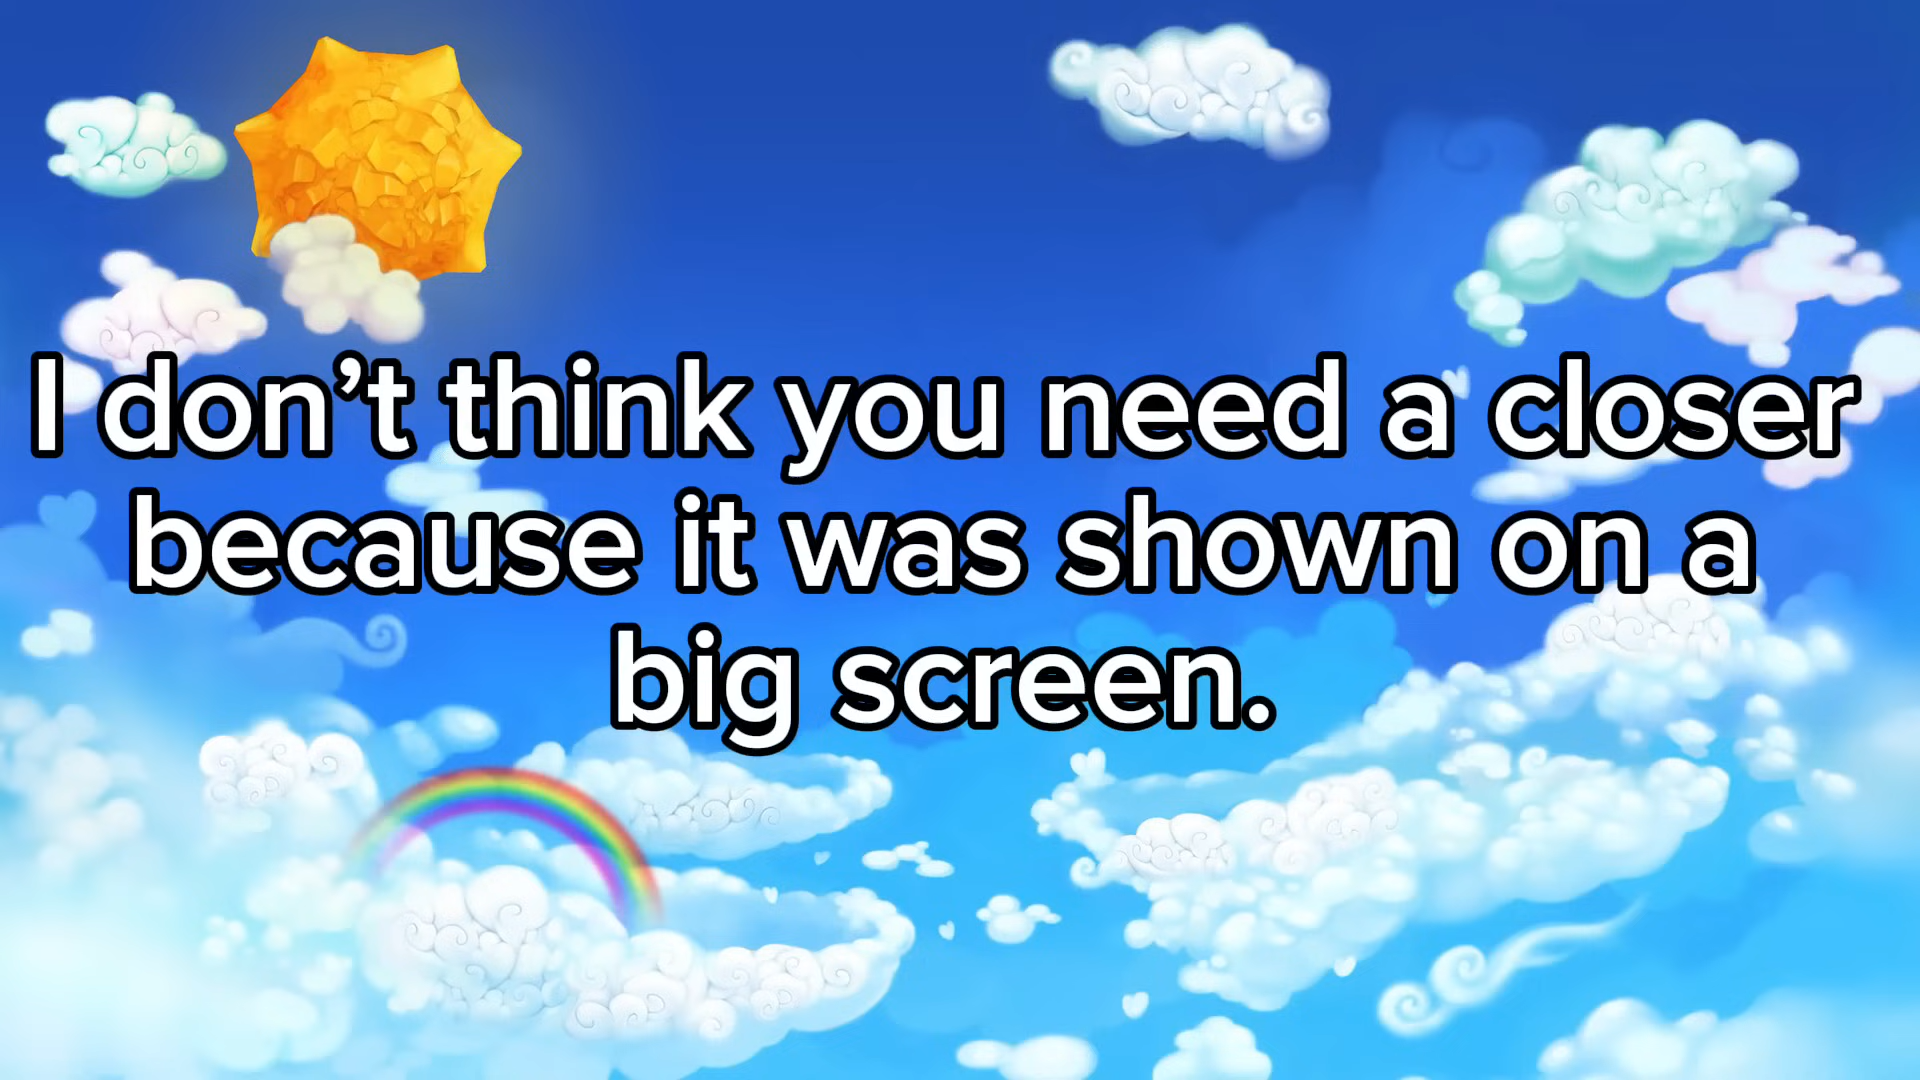 I don’t think you need a closer
because it was shown on a
big screen.